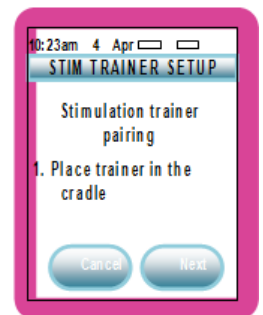 10:23am 4 Apr
STIM TRAINER SETUP
Stimulation trainer
pairing
1. Place trainer in the
cradle
Cancel Next